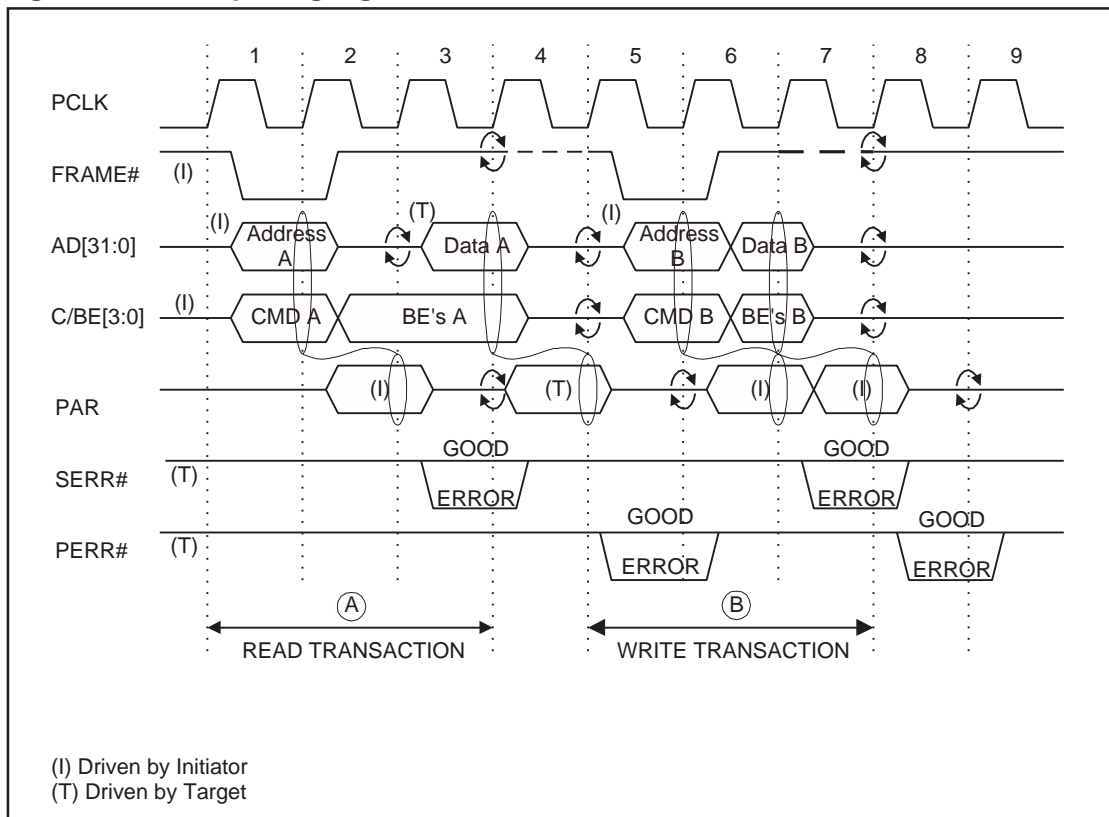 1 2 3 4 5 6 7 8 9
PCLK
FRAME# (I)
(I) (T) (I)
AD[31:0] Address A Data A Address B Data B
C/BE[3:0] (I) CMD A BE's A CMD B BE's B
PAR (I) (T) (I) (I)
GOOD GOOD
SERR# (T) ERROR ERROR
GOOD GOOD
PERR# (T) ERROR ERROR
A B
READ TRANSACTION WRITE TRANSACTION
(I) Driven by Initiator
(T) Driven by Target